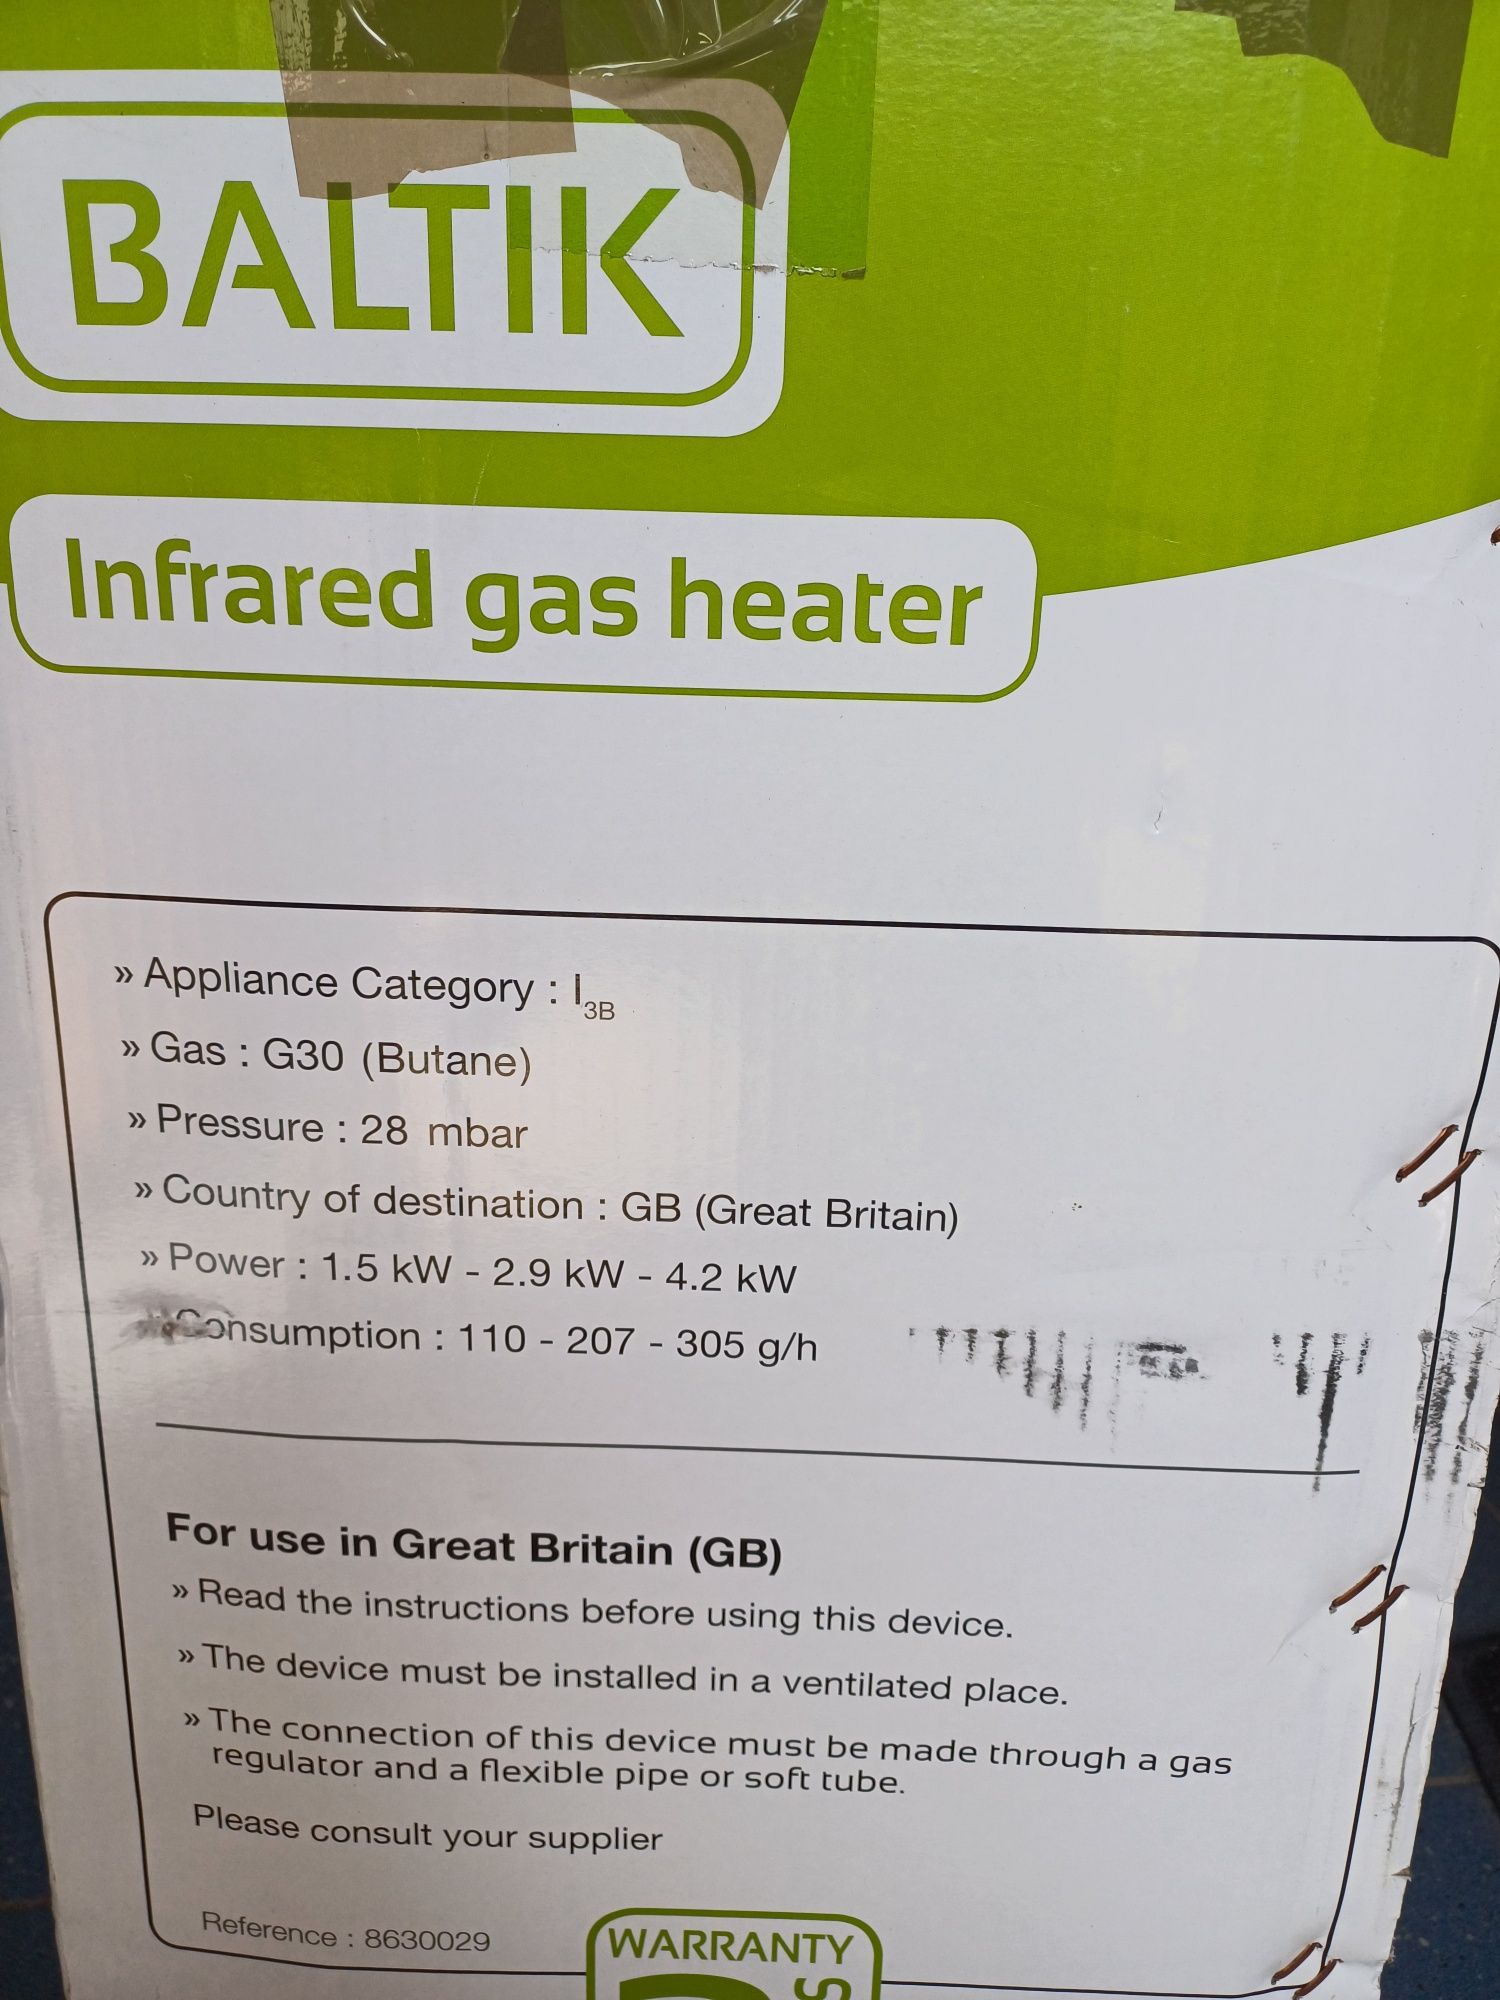 BALTIK
Infrared gas heater
» Appliance Category : I3B
» Gas : G30 (Butane)
» Pressure : 28 mbar
» Country of destination : GB (Great Britain)
» Power : 1.5 kW - 2.9 kW - 4.2 kW
Consumption : 110 - 207 - 305 g/h
For use in Great Britain (GB)
» Read the instructions before using this device.
» The device must be installed in a ventilated place.
» The connection of this device must be made through a gas
regulator and a flexible pipe or soft tube.
Please consult your supplier
Reference : 8630029
WARRANTY